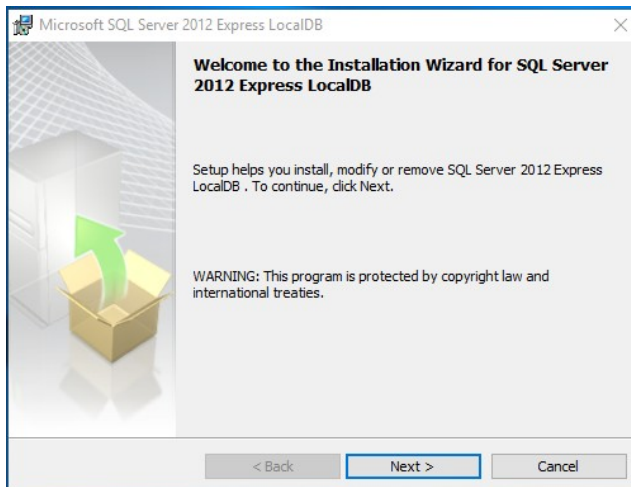 Microsoft SQL Server 2012 Express LocalDB
Welcome to the Installation Wizard for SQL Server
2012 Express LocalDB
Setup helps you install, modify or remove SQL Server 2012 Express
LocalDB . To continue, click Next.
WARNING: This program is protected by copyright law and
international treaties.
< Back
Next >
Cancel